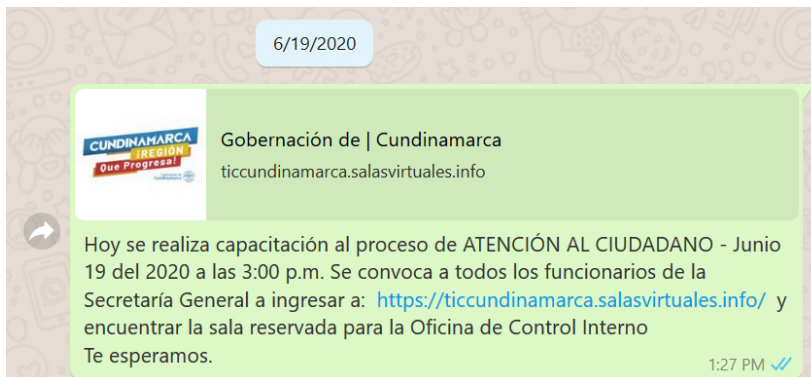 6/19/2020
CUNDINAMARCA
¡REGIÓN
Que Progresa!
Gobernación de | Cundinamarca
ticcundinamarca.salasvirtuales.info
Hoy se realiza capacitación al proceso de ATENCIÓN AL CIUDADANO - Junio
19 del 2020 a las 3:00 p.m. Se convoca a todos los funcionarios de la
Secretaría General a ingresar a: https://ticcundinamarca.salasvirtuales.info/ y
encuentrar la sala reservada para la Oficina de Control Interno
Te esperamos.
1:27 PM